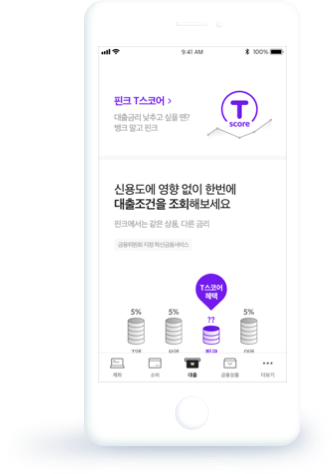 9:41 AM
100%
핀크 T스코어 >
대출금리 낮추고 싶을 땐?
뱅크 말고 핀크
T
score
신용도에 영향 없이 한번에
대출조건을 조회해보세요
핀크에서는 같은 상품, 다른 금리
금융위원회 지정 혁신금융서비스
T스코어
혜택
5%
5%
??
5%
핀크
계좌
소비
대출
금융상품
더보기